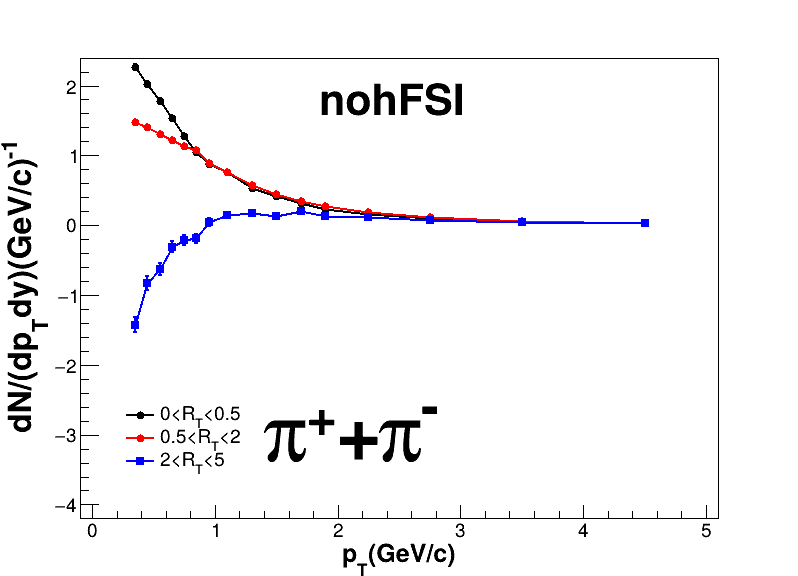 nohFSI
dN/(dp_T dy)(GeV/c)^-1
2
1
0
−1
−2
−3
−4
0<R_T<0.5
0.5<R_T<2
2<R_T<5
π^+ +π^-
0 1 2 3 4 5
p_T(GeV/c)